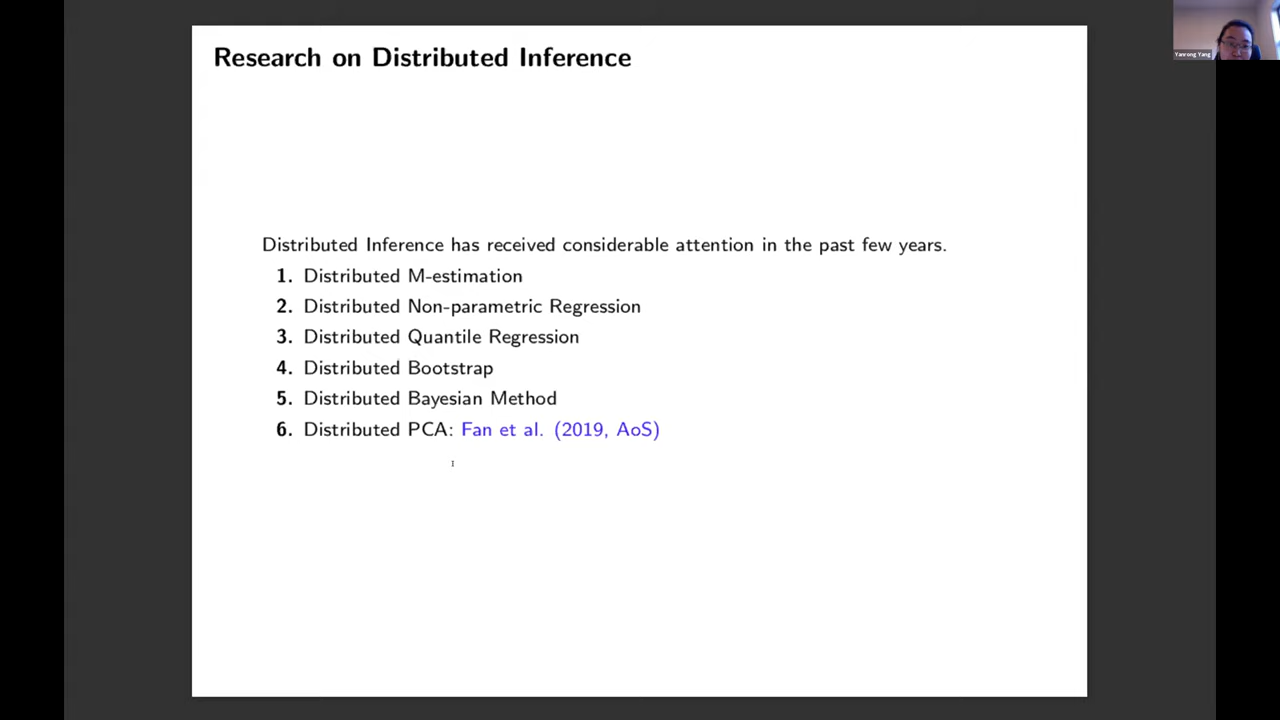 Research on Distributed Inference
Yanrong Yang
Distributed Inference has received considerable attention in the past few years.
1. Distributed M-estimation
2. Distributed Non-parametric Regression
3. Distributed Quantile Regression
4. Distributed Bootstrap
5. Distributed Bayesian Method
6. Distributed PCA: Fan et al. (2019, AoS)